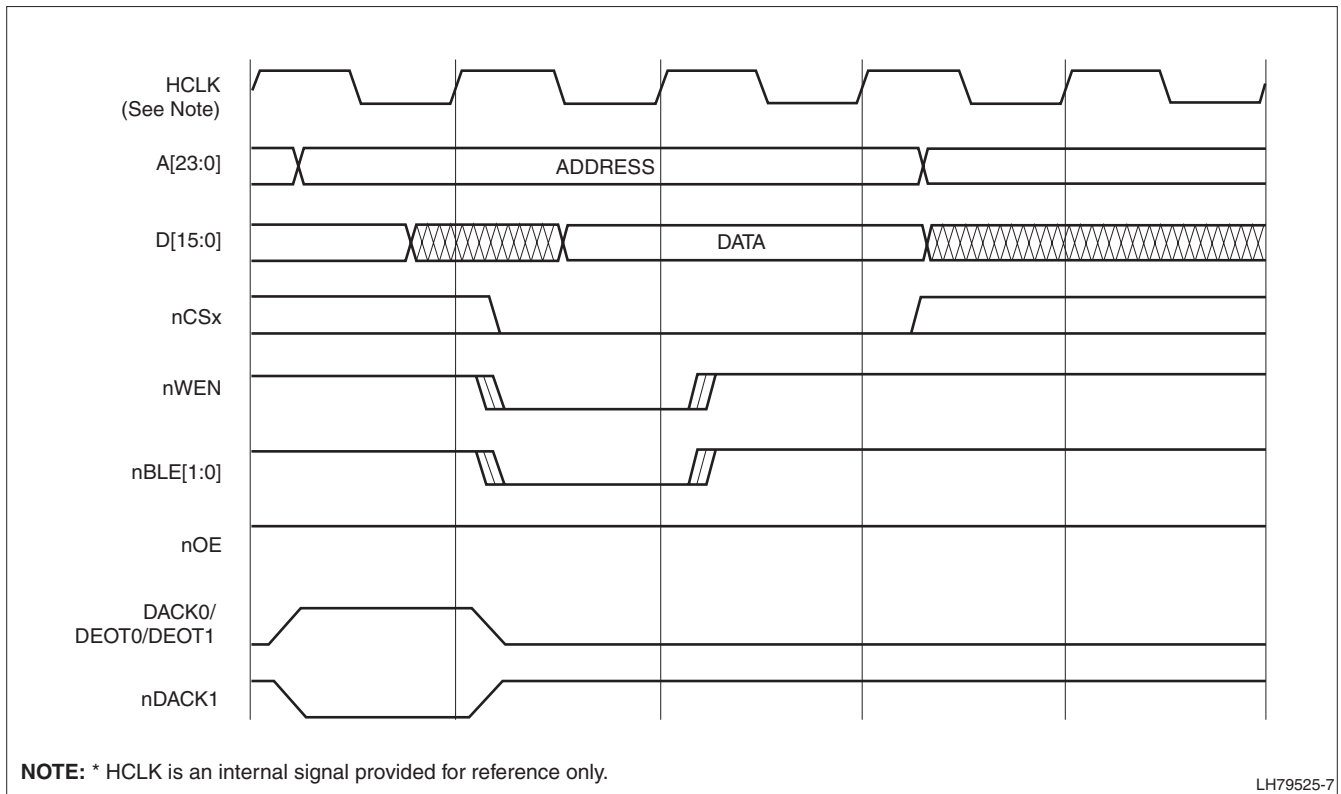 HCLK
(See Note)
A[23:0]
ADDRESS
D[15:0]
DATA
nCSx
nWEN
nBLE[1:0]
nOE
DACK0/
DEOT0/DEOT1
nDACK1
NOTE: * HCLK is an internal signal provided for reference only.
LH79525-7